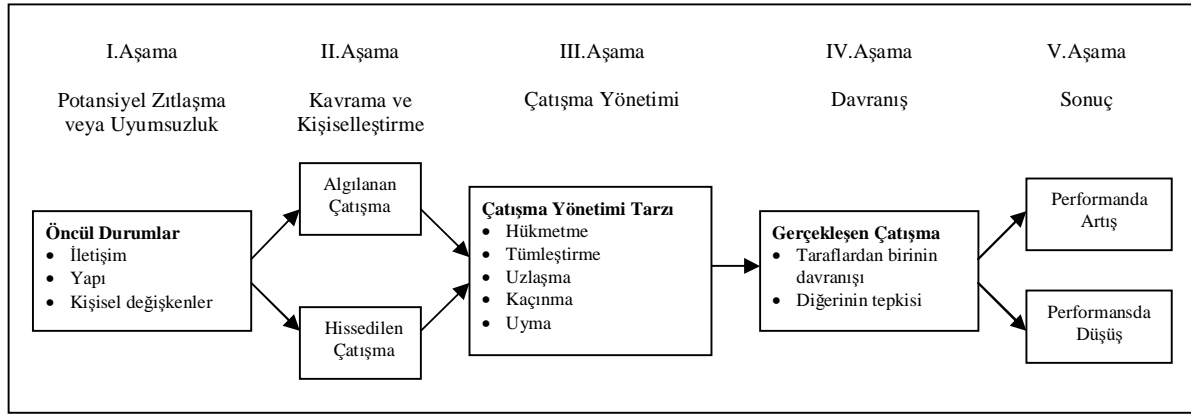 I.Aşama
Potansiyel Zıtlaşma
veya Uyumsuzluk
II.Aşama
Kavrama ve
Kişiselleştirme
III.Aşama
Çatışma Yönetimi
IV.Aşama
Davranış
V.Aşama
Sonuç
Öncül Durumlar
• İletişim
• Yapı
• Kişisel değişkenler
Algılanan
Çatışma
Hissedilen
Çatışma
Çatışma Yönetimi Tarzı
• Hükmetme
• Tümleştirme
• Uzlaşma
• Kaçınma
• Uyma
Gerçekleşen Çatışma
• Taraflardan birinin
davranışı
• Diğerinin tepkisi
Performanda
Artış
Performansda
Düşüş